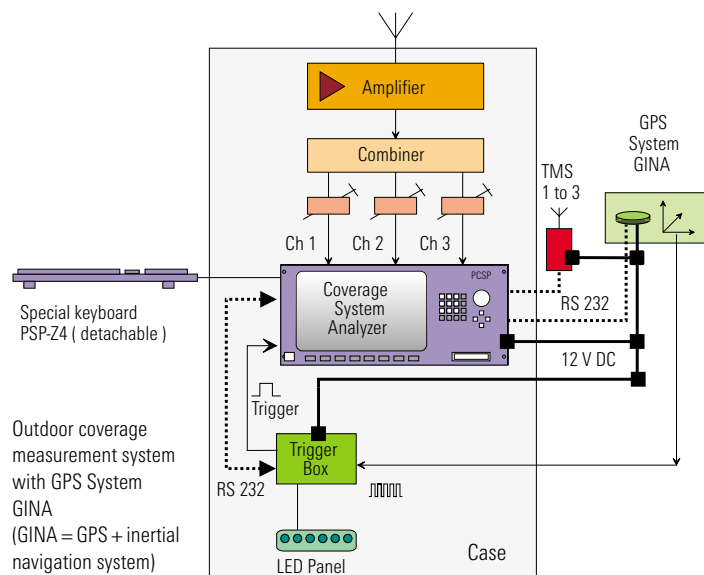 Amplifier
Combiner
GPS
System
GINA
TMS
1 to 3
Ch 1
Ch 2
Ch 3
PCSP
Coverage
System
Analyzer
RS 232
Special keyboard
PSP-Z4 ( detachable )
12 V DC
Trigger
Outdoor coverage
measurement system
with GPS System
GINA
(GINA = GPS + inertial
navigation system)
Trigger
Box
RS 232
LED Panel
Case